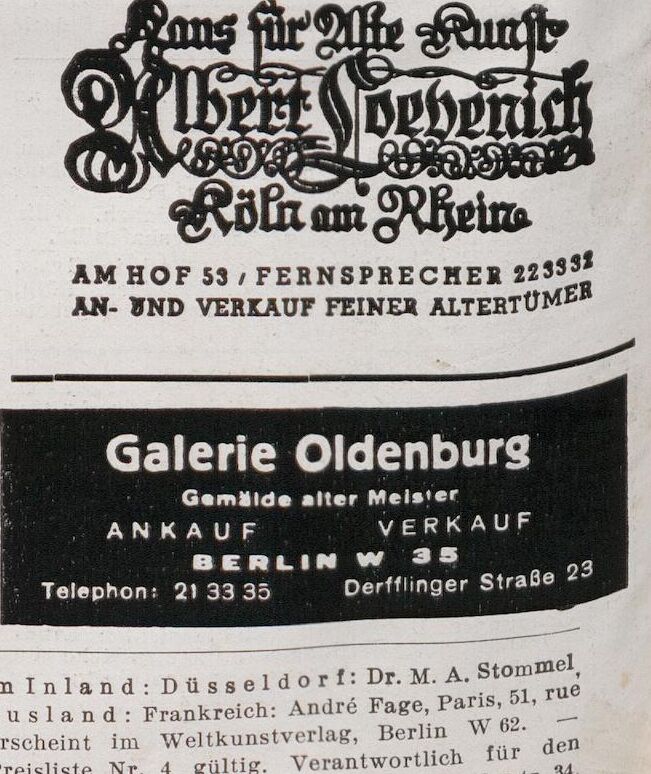 Haus für Alte Kunst
Albert Loevenich
Köln am Rhein
AM HOF 53 / FERNSPRECHER 223332
AN- UND VERKAUF FEINER ALTERTÜMER
Galerie Oldenburg
Gemälde alter Meister
ANKAUF VERKAUF
BERLIN W 35
Telephon: 21 33 35 Derfflinger Straße 23
Inland: Düsseldorf: Dr. M. A. Stommel,
usland: Frankreich: André Fage, Paris, 51, rue
rscheint im Weltkunstverlag, Berlin W 62. —
reisliste Nr. 4 gültig. Verantwortlich für den
34.